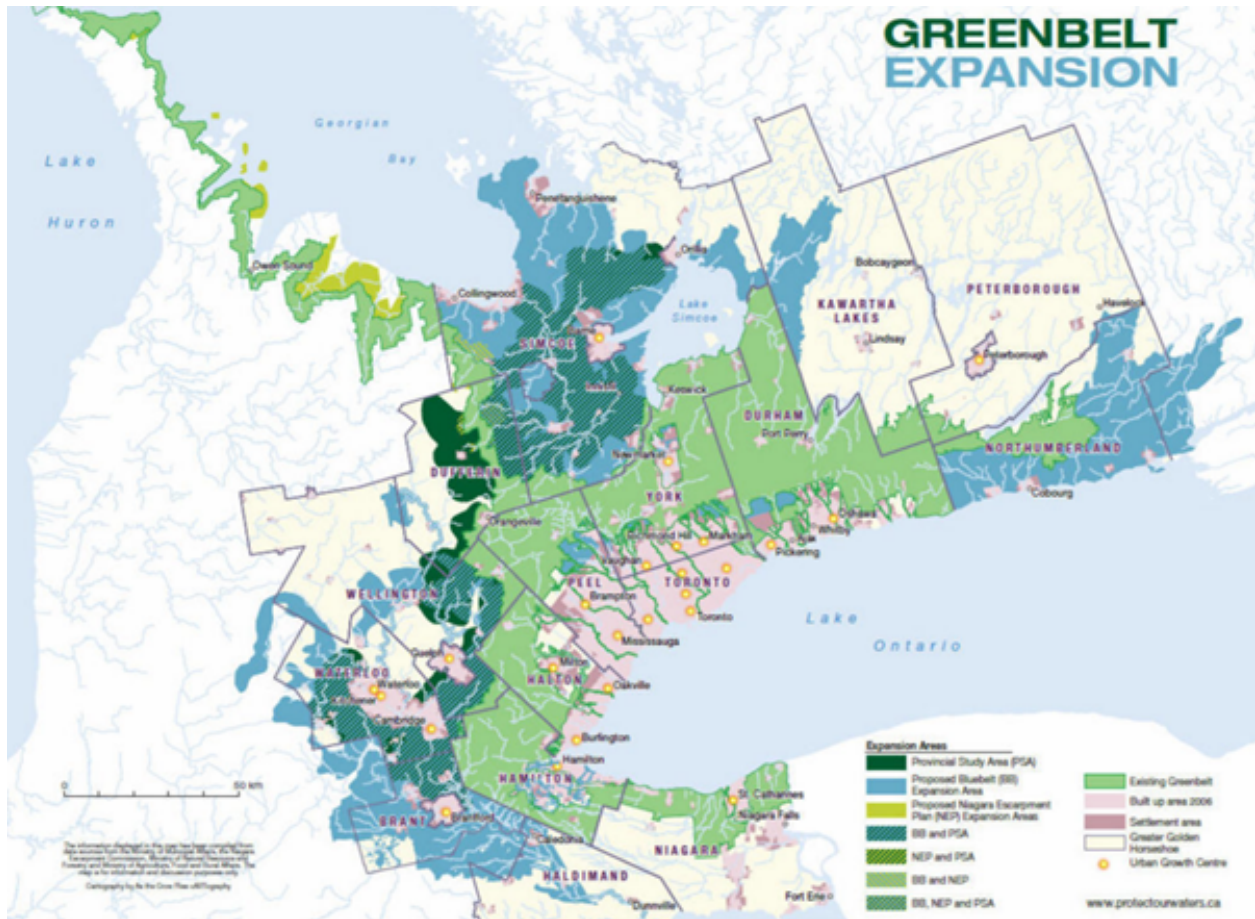 GREENBELT
EXPANSION
Georgian
Bay
Lake
Huron
Penetanguishene
Orillia
Owen Sound
Collingwood
Lake
Simcoe
Bobcaygeon
KAWARTHA
LAKES
PETERBOROUGH
Havelock
Lindsay
Peterborough
SIMCOE
Keswick
DURHAM
Port Perry
NORTHUMBERLAND
Cobourg
Newmarket
DUFFERIN
YORK
Orangeville
Oshawa
Whitby
Ajax
Richmond Hill
Markham
Pickering
Vaughan
PEEL
TORONTO
Brampton
Toronto
WELLINGTON
Mississauga
Lake
Ontario
Guelph
Milton
WATERLOO
Waterloo
HALTON
Oakville
Kitchener
Cambridge
Burlington
Hamilton
HAMILTON
St. Catharines
Niagara Falls
BRANT
Brantford
Caledonia
NIAGARA
HALDIMAND
Dunnville
Fort Erie
0 50 km
Expansion Areas
Provincial Study Area (PSA)
Proposed Bluebelt (BB)
Expansion Area
Proposed Niagara Escarpment
Plan (NEP) Expansion Areas
BB and PSA
NEP and PSA
BB and NEP
BB, NEP and PSA
Existing Greenbelt
Built up area 2006
Settlement area
Greater Golden
Horseshoe
Urban Growth Centre
www.protectourwaters.ca